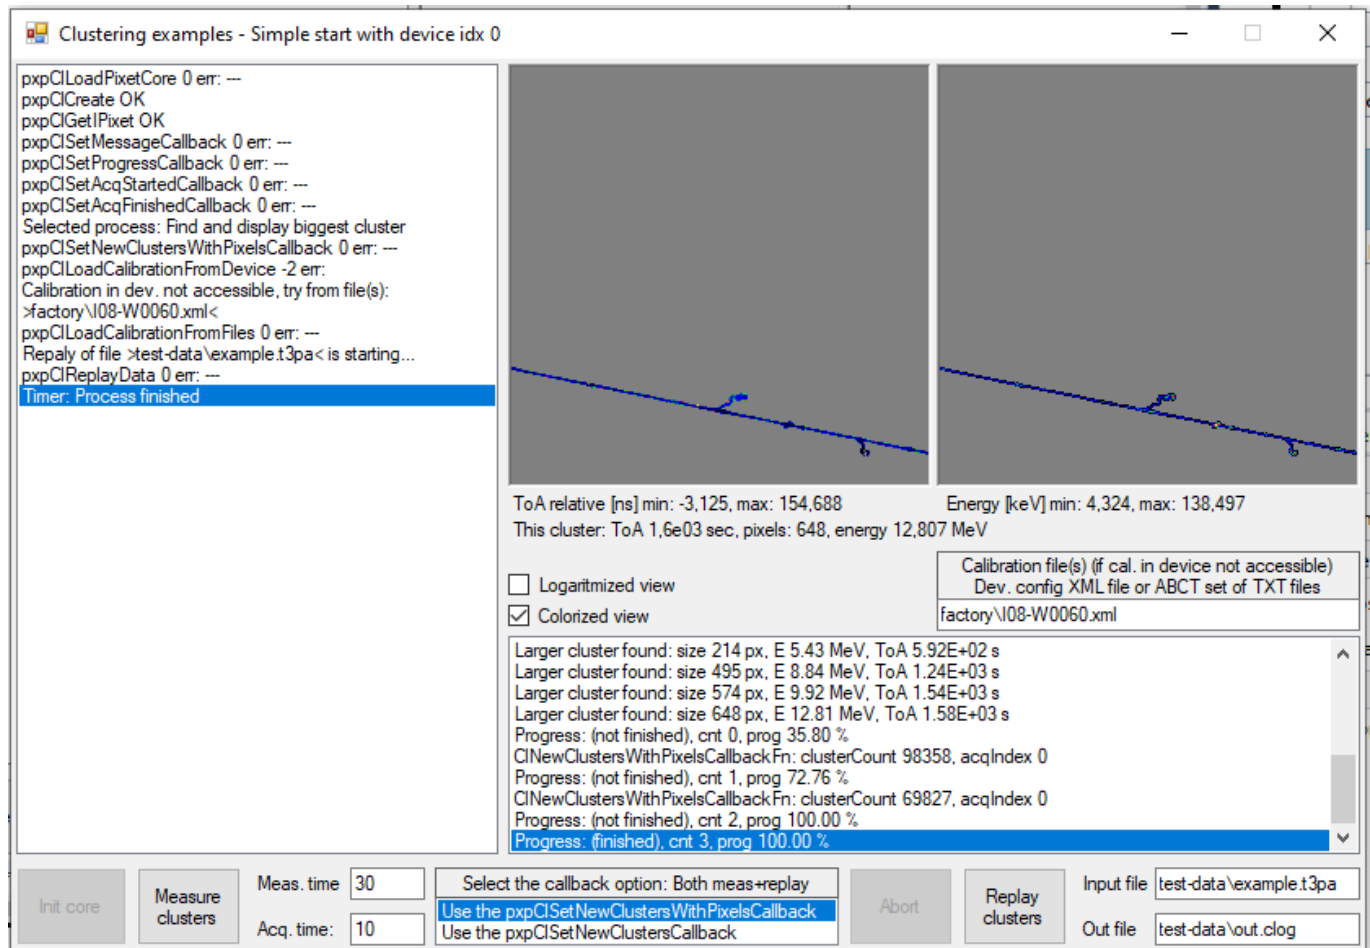 Clustering examples - Simple start with device idx 0
pxpClLoadPixetCore 0 err: ---
pxpClCreate OK
pxpClGetIPixet OK
pxpClSetMessageCallback 0 err: ---
pxpClSetProgressCallback 0 err: ---
pxpClSetAcqStartedCallback 0 err: ---
pxpClSetAcqFinishedCallback 0 err: ---
Selected process: Find and display biggest cluster
pxpClSetNewClustersWithPixelsCallback 0 err: ---
pxpClLoadCalibrationFromDevice -2 err:
Calibration in dev. not accessible, try from file(s):
>factory\I08-W0060.xml<
pxpClLoadCalibrationFromFiles 0 err: ---
Repaly of file >test-data\example.t3pa< is starting...
pxpClReplayData 0 err: ---
Timer: Process finished
ToA relative [ns] min: -3,125, max: 154,688
Energy [keV] min: 4,324, max: 138,497
This cluster: ToA 1,6e03 sec, pixels: 648, energy 12,807 MeV
Logaritmized view
Colorized view
Calibration file(s) (if cal. in device not accessible)
Dev. config XML file or ABCT set of TXT files
factory\I08-W0060.xml
Larger cluster found: size 214 px, E 5.43 MeV, ToA 5.92E+02 s
Larger cluster found: size 495 px, E 8.84 MeV, ToA 1.24E+03 s
Larger cluster found: size 574 px, E 9.92 MeV, ToA 1.54E+03 s
Larger cluster found: size 648 px, E 12.81 MeV, ToA 1.58E+03 s
Progress: (not finished), cnt 0, prog 35.80 %
ClNewClustersWithPixelsCallbackFn: clusterCount 98358, acqIndex 0
Progress: (not finished), cnt 1, prog 72.76 %
ClNewClustersWithPixelsCallbackFn: clusterCount 69827, acqIndex 0
Progress: (not finished), cnt 2, prog 100.00 %
Progress: (finished), cnt 3, prog 100.00 %
Init core
Measure
clusters
Meas. time 30
Acq. time: 10
Select the callback option: Both meas+replay
Use the pxpClSetNewClustersWithPixelsCallback
Use the pxpClSetNewClustersCallback
Abort
Replay
clusters
Input file test-data\example.t3pa
Out file test-data\out.clog